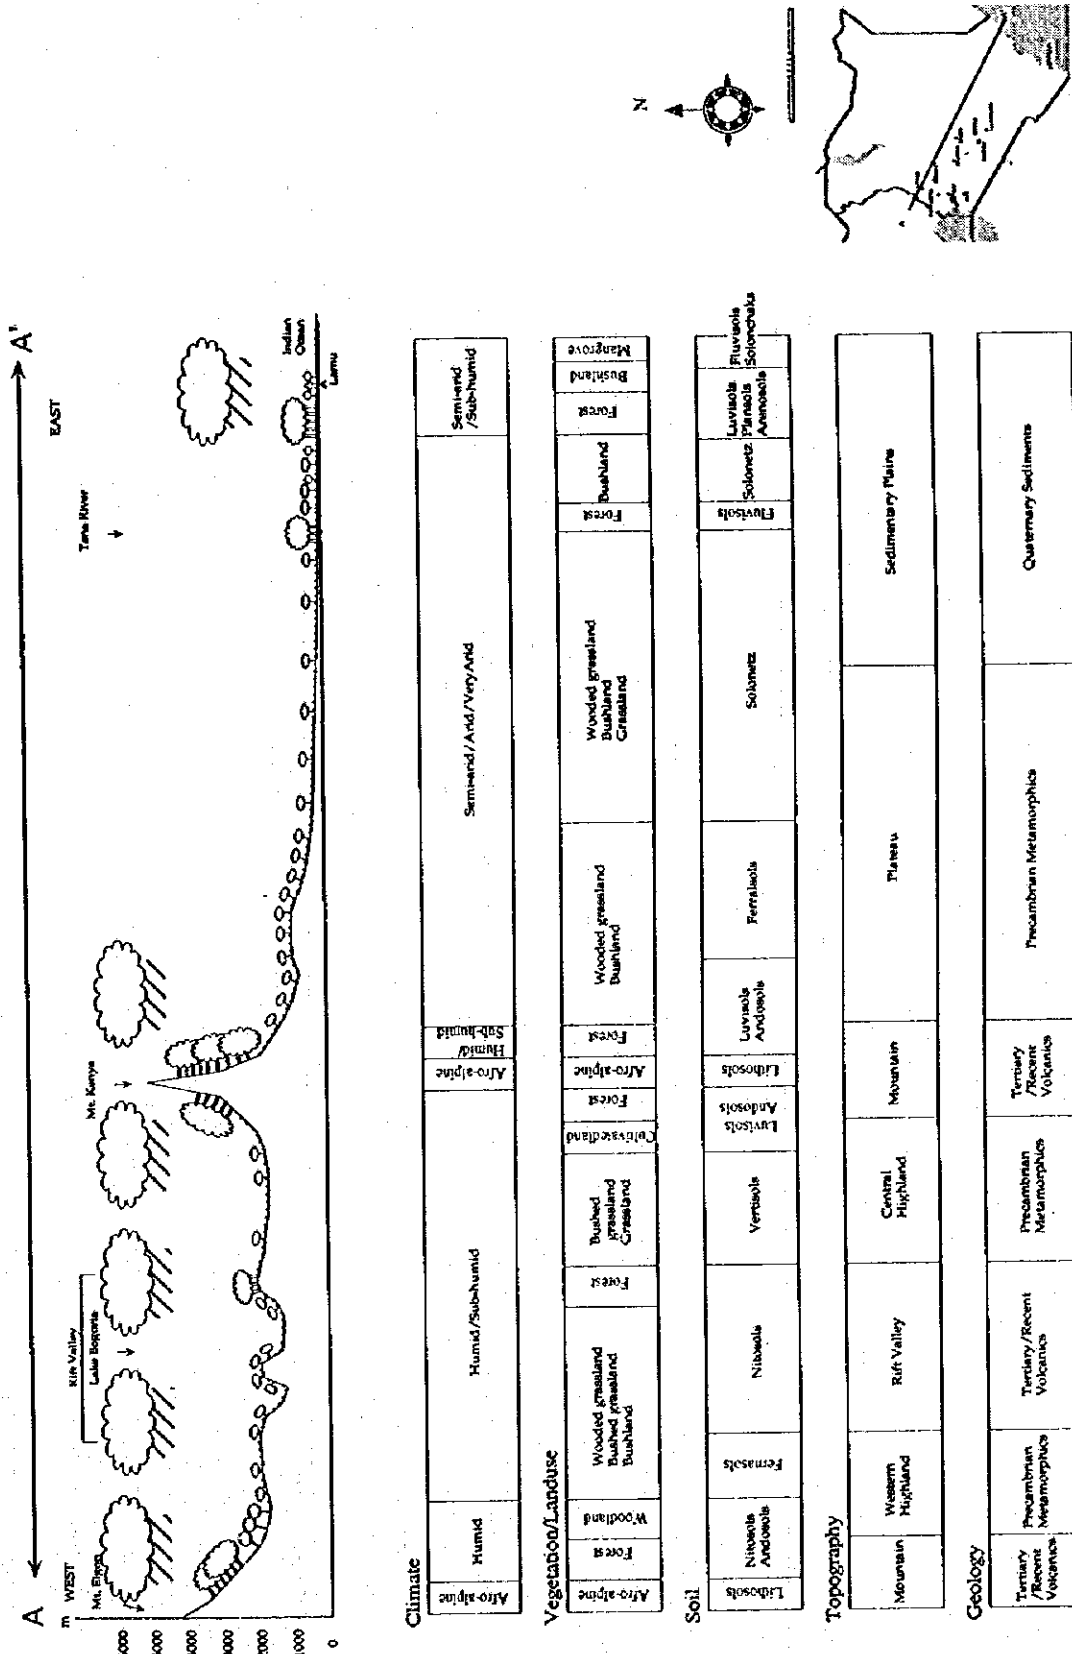 A
A'
WEST
EAST
m
Mt. Elgon
Rift Valley
Lake Bogoria
Mt. Kenya
Tana River
Indian
Ocean
Lamu
4000
3000
2000
1000
0
N
Climate
Afro-alpine
Humid
Humid/Sub-humid
Afro-alpine
Humid/
Sub-humid
Semi-arid/Arid/Very Arid
Semi-arid
/Sub-humid
Vegetation/Landuse
Afro-alpine
Forest
Woodland
Wooded grassland
Bushed grassland
Bushland
Forest
Bushed
grassland
Grassland
Cultivatedland
Forest
Afro-alpine
Forest
Wooded grassland
Bushland
Wooded grassland
Bushland
Grassland
Forest
Bushland
Forest
Bushland
Mangrove
Soil
Lithosols
Nitosols
Andosols
Nitosols
Vertisols
Luvisols
Andosols
Lithosols
Luvisols
Andosols
Ferralsols
Solonetz
Fluvisols
Solonetz
Luvisols
Planosols
Fluvisols
Solonchaks
Topography
Mountain
Western
Highland
Rift Valley
Central
Highland
Mountain
Plateau
Sedimentary Plains
Geology
Tertiary
/Recent
Volcanics
Precambrian
Metamorphics
Tertiary/Recent
Volcanics
Precambrian
Metamorphics
Tertiary
/Recent
Volcanics
Precambrian Metamorphics
Quaternary Sediments